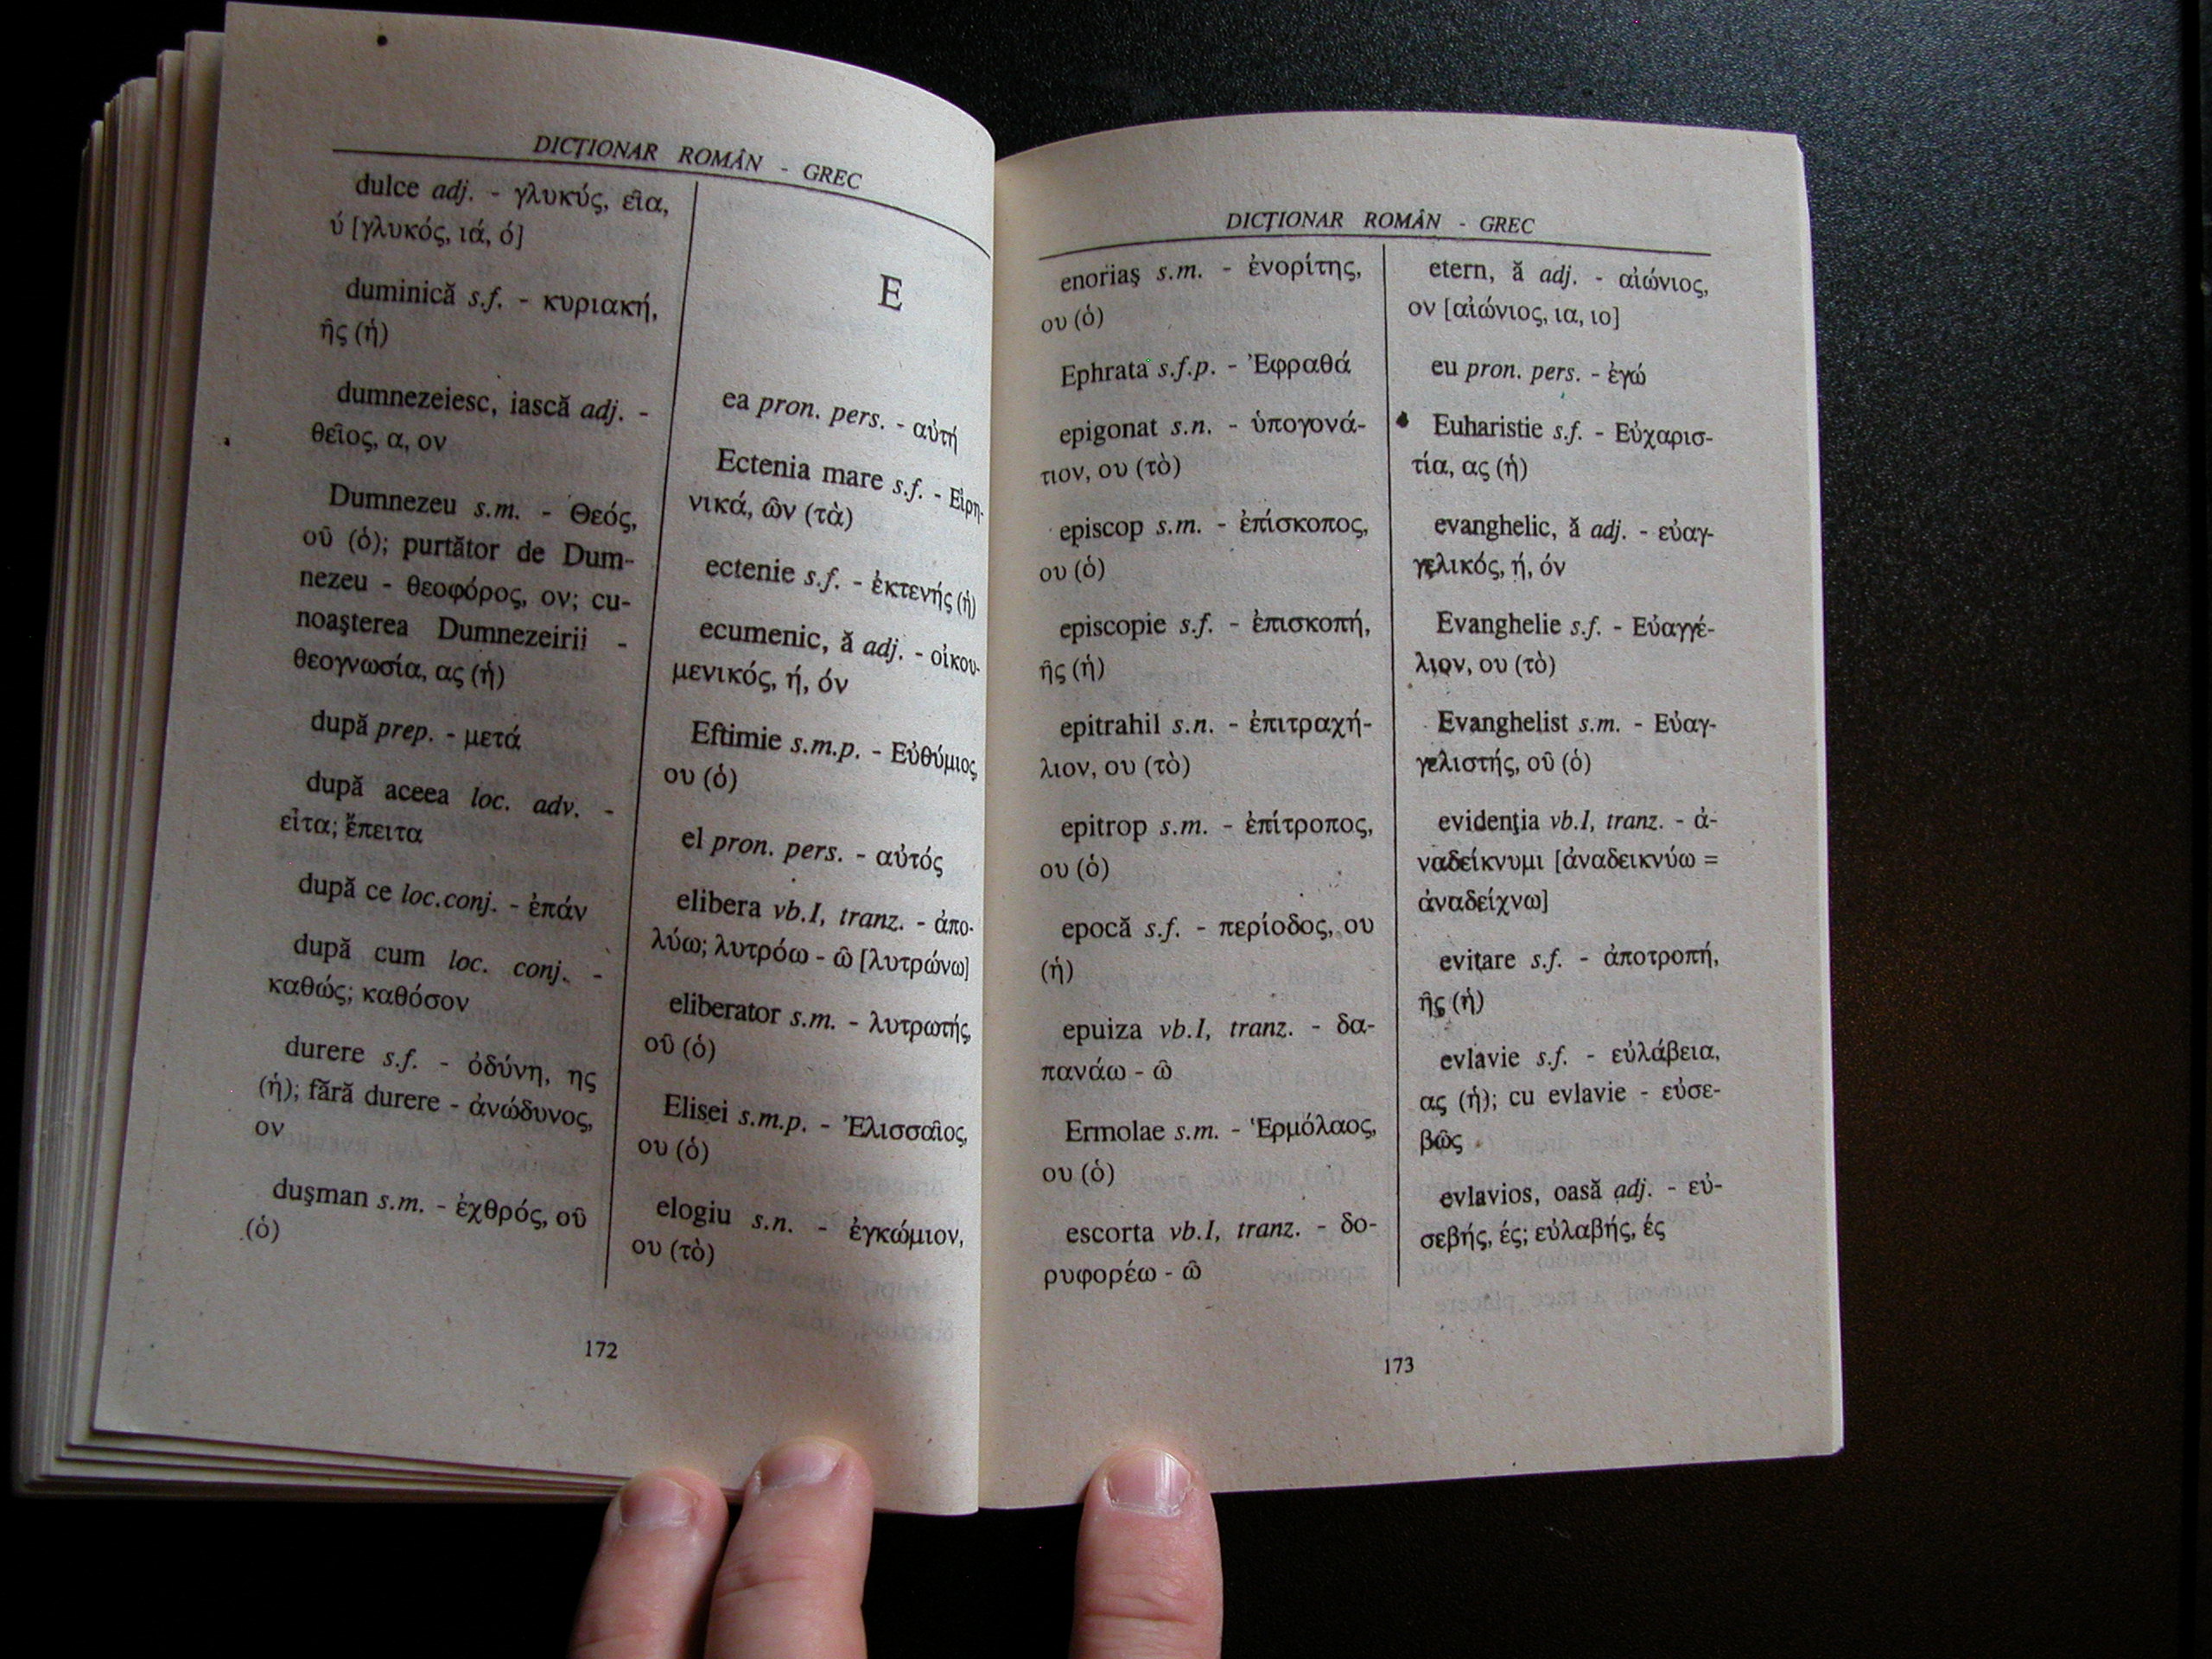 DICŢIONAR ROMÂN - GREC
dulce adj. - γλυκύς, εῖα,
ύ [γλυκός, ιά, ό]
duminică s.f. - κυριακή,
ῆς (ἡ)
dumnezeiesc, iască adj. -
θεῖος, α, ον
Dumnezeu s.m. - Θεός,
οῦ (ὁ); purtător de Dum-
nezeu - θεοφόρος, ον; cu-
noaşterea Dumnezeirii -
θεογνωσία, ας (ἡ)
după prep. - μετά
după aceea loc. adv. -
εἶτα; ἔπειτα
după ce loc.conj. - ἐπάν
după cum loc. conj. -
καθώς; καθόσον
durere s.f. - ὀδύνη, ης
(ἡ); fără durere - ἀνώδυνος,
ον
duşman s.m. - ἐχθρός, οῦ
(ὁ)
E
ea pron. pers. - αὐτή
Ectenia mare s.f. - Εἰρη-
νικά, ῶν (τὰ)
ectenie s.f. - ἐκτενής (ἡ)
ecumenic, ă adj. - οἰκου-
μενικός, ή, όν
Eftimie s.m.p. - Εὐθύμιος,
ου (ὁ)
el pron. pers. - αὐτός
elibera vb.I, tranz. - ἀπο-
λύω; λυτρόω - ῶ [λυτρώνω]
eliberator s.m. - λυτρωτής,
οῦ (ὁ)
Elisei s.m.p. - Ἐλισσαῖος,
ου (ὁ)
elogiu s.n. - ἐγκώμιον,
ου (τὸ)
172
DICŢIONAR ROMÂN - GREC
enoriaş s.m. - ἐνορίτης,
ου (ὁ)
Ephrata s.f.p. - Ἐφραθά
epigonat s.n. - ὑπογονά-
τιον, ου (τὸ)
episcop s.m. - ἐπίσκοπος,
ου (ὁ)
episcopie s.f. - ἐπισκοπή,
ῆς (ἡ)
epitrahil s.n. - ἐπιτραχή-
λιον, ου (τὸ)
epitrop s.m. - ἐπίτροπος,
ου (ὁ)
epocă s.f. - περίοδος, ου
(ἡ)
epuiza vb.I, tranz. - δα-
πανάω - ῶ
Ermolae s.m. - Ἑρμόλαος,
ου (ὁ)
escorta vb.I, tranz. - δο-
ρυφορέω - ῶ
etern, ă adj. - αἰώνιος,
ον [αἰώνιος, ια, ιο]
eu pron. pers. - ἐγώ
Euharistie s.f. - Εὐχαρισ-
τία, ας (ἡ)
evanghelic, ă adj. - εὐαγ-
γελικός, ή, όν
Evanghelie s.f. - Εὐαγγέ-
λιον, ου (τὸ)
Evanghelist s.m. - Εὐαγ-
γελιστής, οῦ (ὁ)
evidenţia vb.I, tranz. - ἀ-
ναδείκνυμι [ἀναδεικνύω =
ἀναδείχνω]
evitare s.f. - ἀποτροπή,
ῆς (ἡ)
evlavie s.f. - εὐλάβεια,
ας (ἡ); cu evlavie - εὐσε-
βῶς
evlavios, oasă adj. - εὐ-
σεβής, ές; εὐλαβής, ές
173